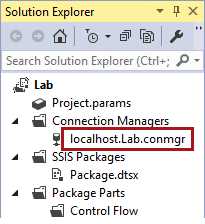 Solution Explorer
Search Solution Explorer (Ctrl+;
Lab
Project.params
Connection Managers
localhost.Lab.conmgr
SSIS Packages
Package.dtsx
Package Parts
Control Flow